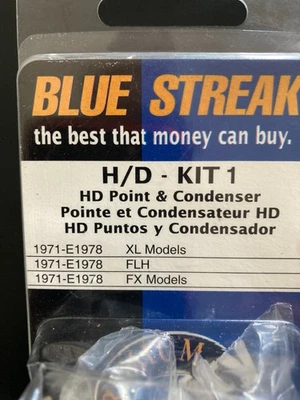 BLUE STREAK
the best that money can buy.
H/D - KIT 1
HD Point & Condenser
Pointe et Condensateur HD
HD Puntos y Condensador
1971-E1978 XL Models
1971-E1978 FLH
1971-E1978 FX Models